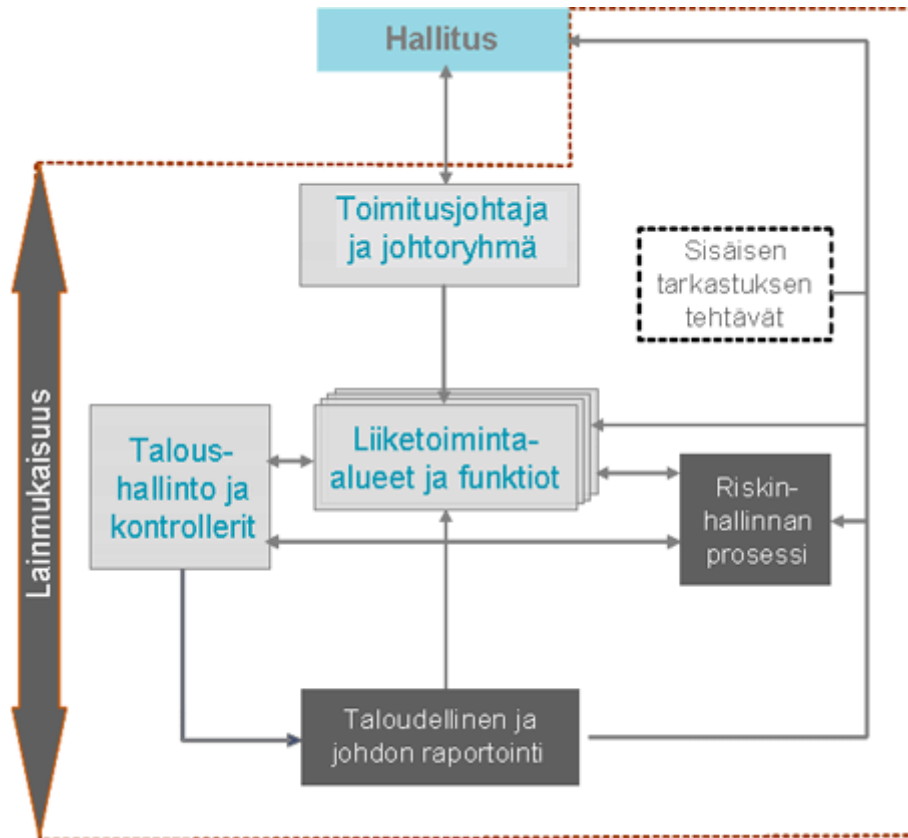 Hallitus
Toimitusjohtaja
ja johtoryhmä
Sisäisen
tarkastuksen
tehtävät
Lainmukaisuus
Talous-
hallinto ja
kontrollerit
Liiketoiminta-
alueet ja funktiot
Riskin-
hallinnan
prosessi
Taloudellinen ja
johdon raportointi